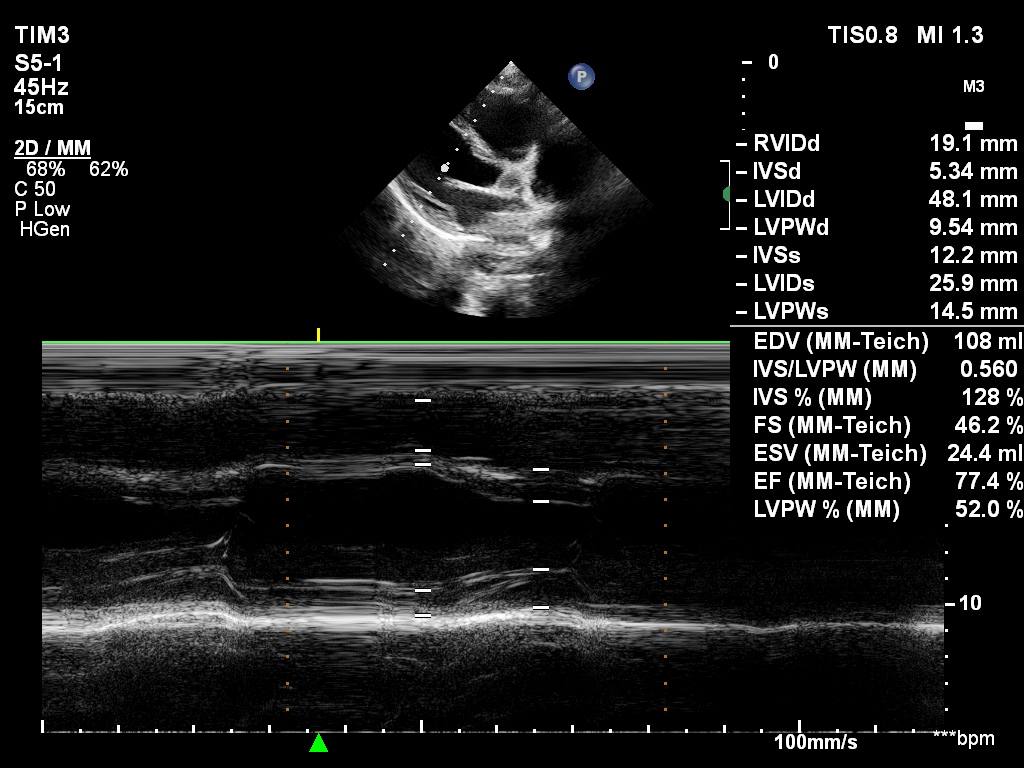 TIM3
S5-1
45Hz
15cm
2D / MM
68% 62%
C 50
P Low
HGen
P
TIS0.8 MI 1.3
0
M3
RVIDd 19.1 mm
IVSd 5.34 mm
LVIDd 48.1 mm
LVPWd 9.54 mm
IVSs 12.2 mm
LVIDs 25.9 mm
LVPWs 14.5 mm
EDV (MM-Teich) 108 ml
IVS/LVPW (MM) 0.560
IVS % (MM) 128 %
FS (MM-Teich) 46.2 %
ESV (MM-Teich) 24.4 ml
EF (MM-Teich) 77.4 %
LVPW % (MM) 52.0 %
10
100mm/s
***bpm